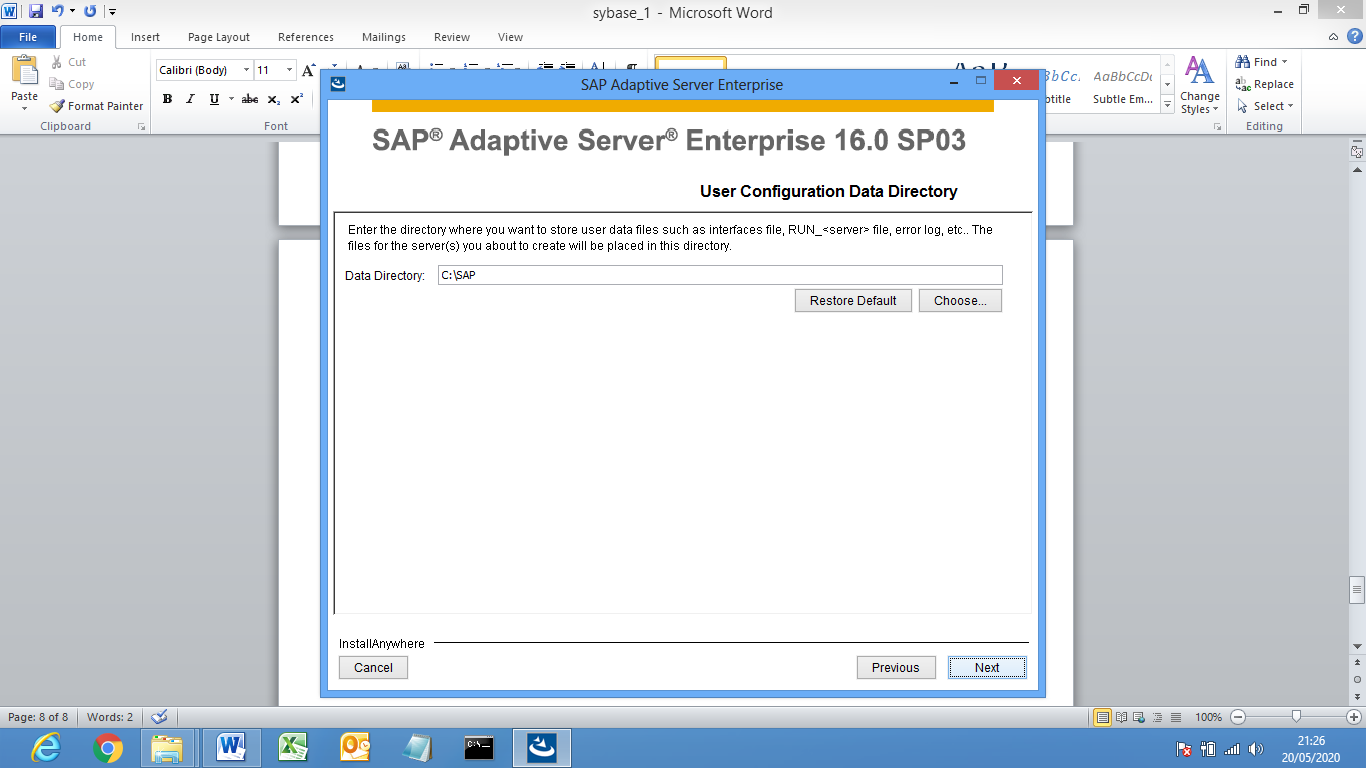 sybase_1 - Microsoft Word
File Home Insert Page Layout References Mailings Review View
Paste
Cut
Copy
Format Painter
Clipboard
Calibri (Body) 11
B I U abc x₂ x²
Font
AaBbCcDc
Subtle Em...
Change
Styles
Find
Replace
Select
Editing
SAP Adaptive Server Enterprise
SAP® Adaptive Server® Enterprise 16.0 SP03
User Configuration Data Directory
Enter the directory where you want to store user data files such as interfaces file, RUN_<server> file, error log, etc.. The
files for the server(s) you about to create will be placed in this directory.
Data Directory: C:\SAP
Restore Default Choose...
InstallAnywhere
Cancel Previous Next
Page: 8 of 8 Words: 2 100%
21:26
20/05/2020